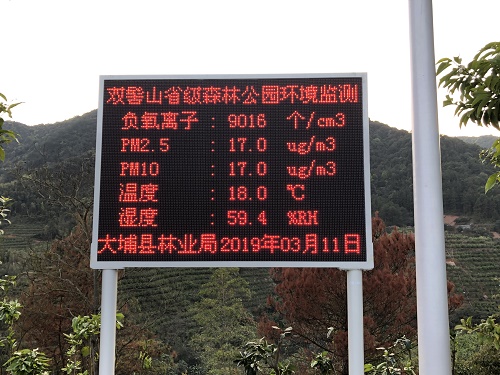 双髻山省级森林公园环境监测
负氧离子 : 9016 个/cm3
PM2.5 : 17.0 ug/m3
PM10 : 17.0 ug/m3
温度 : 18.0 ℃
湿度 : 59.4 %RH
大埔县林业局2019年03月11日